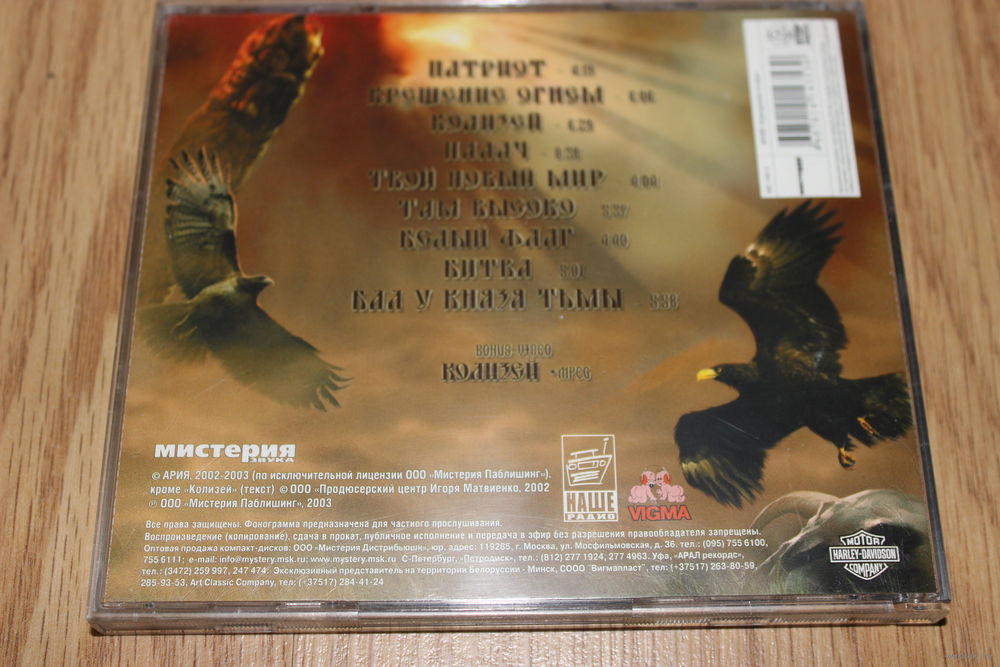 ПАТРИОТ
КРЕЩЕНИЕ ОГНЕМ
КОЛИЗЕЙ - 4:29
ПАЛАЧ
ТВОЙ НОВЫЙ МИР
ТАМ ВЫСОКО
БЕЛЫЙ ФЛАГ
БИТВА
БАЛ У КНЯЗЯ ТЬМЫ
BONUS-VIDEO
КОЛИЗЕЙ • MPEG
МИСТЕРИЯ
ЗВУКА
© АРИЯ, 2002-2003 (по исключительной лицензии ООО «Мистерия Паблишинг»).
кроме «Колизей» (текст) © ООО «Продюсерский центр Игоря Матвиенко, 2002
℗ ООО «Мистерия Паблишинг», 2003
НАШЕ
РАДИО
VIGMA
Все права защищены. Фонограмма предназначена для частного прослушивания.
Воспроизведение (копирование), сдача в прокат, публичное исполнение и передача в эфир без разрешения правообладателя запрещены.
Оптовая продажа компакт-дисков: ООО «Мистерия Дистрибьюшн», юр. адрес: 119285, г. Москва, ул. Мосфильмовская, д. 36, тел.: (095) 755 6100,
755 6111; e-mail: info@mystery.msk.ru www.mystery.msk.ru С-Петербург, «Петродиск», тел.: (812) 277 1924, 277 4963. Уфа, «АРАЛ рекордс»,
тел.: (3472) 259 997, 247 474. Эксклюзивный представитель на территории Белоруссии - Минск, СООО "Вигмапласт", тел: (+37517) 263-80-59,
285-93-53, Art Classic Company, тел: (+37517) 284-41-24
MOTOR
HARLEY-DAVIDSON
COMPANY